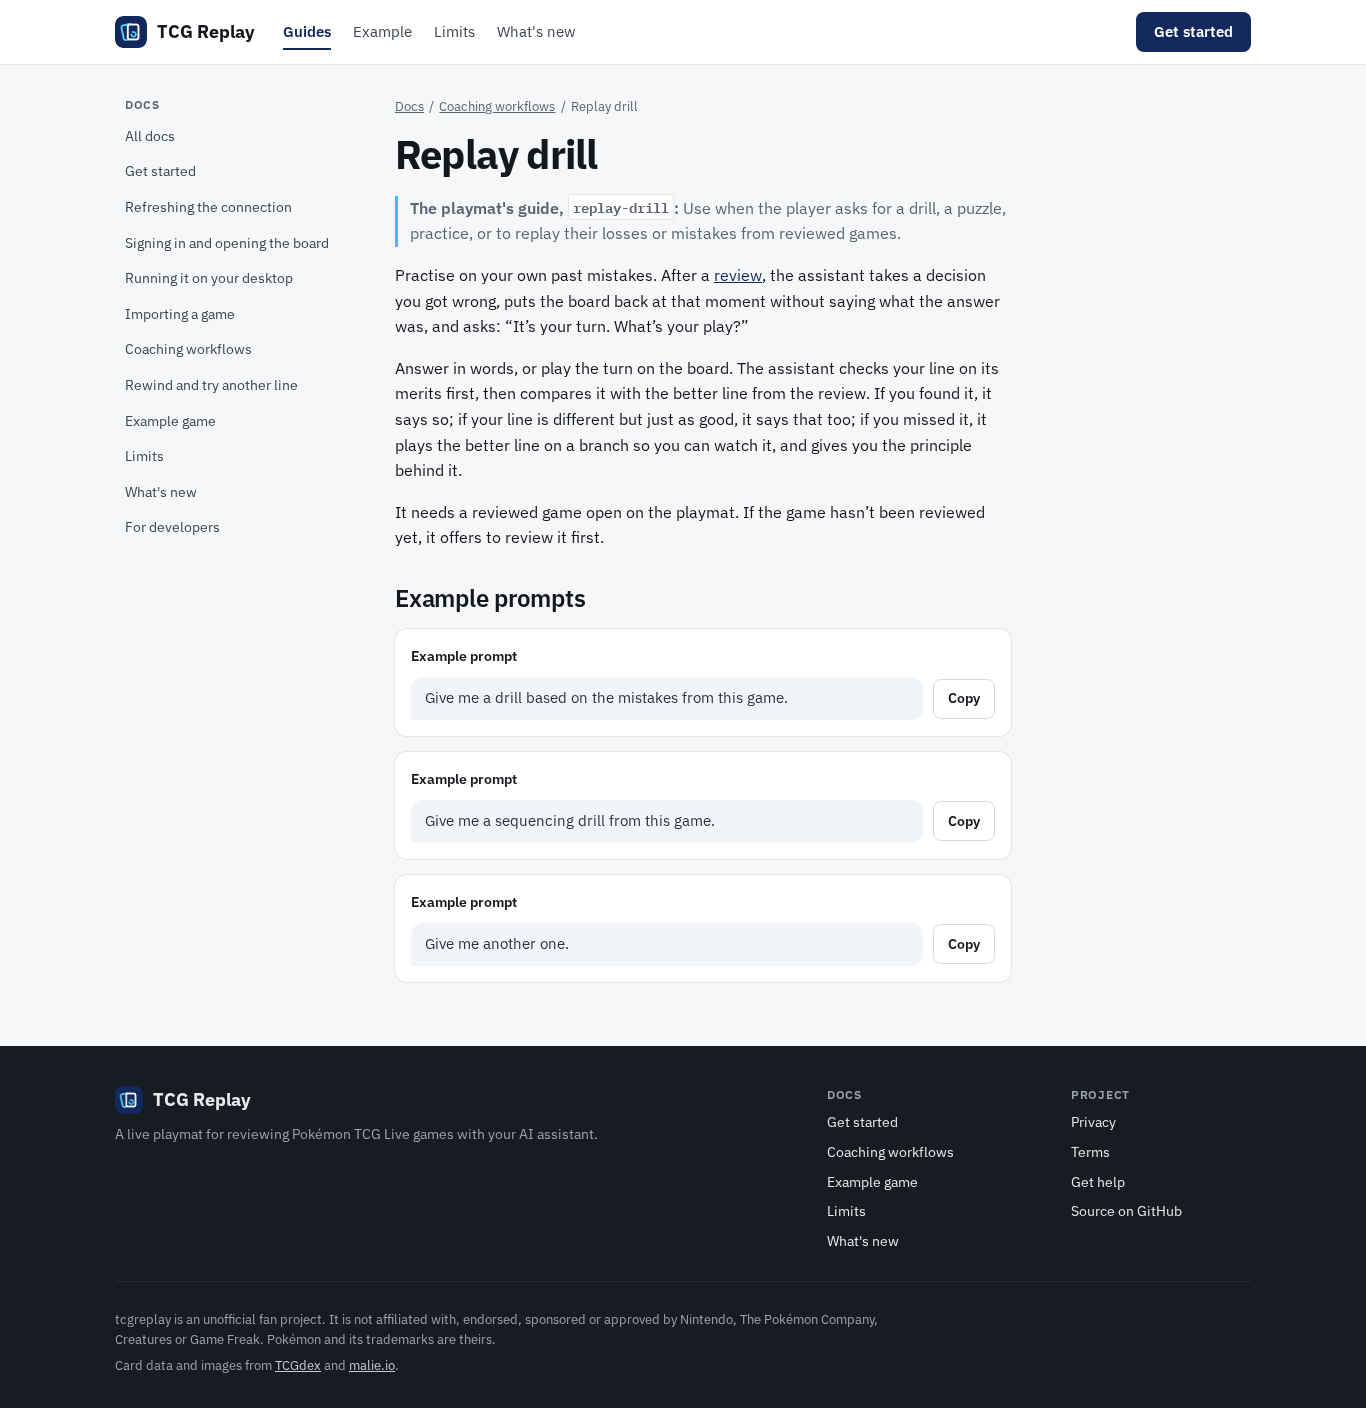 TCG Replay
Guides
Example
Limits
What's new
Get started
DOCS
All docs
Get started
Refreshing the connection
Signing in and opening the board
Running it on your desktop
Importing a game
Coaching workflows
Rewind and try another line
Example game
Limits
What's new
For developers
Docs / Coaching workflows / Replay drill
Replay drill
The playmat's guide, replay-drill: Use when the player asks for a drill, a puzzle,
practice, or to replay their losses or mistakes from reviewed games.
Practise on your own past mistakes. After a review, the assistant takes a decision
you got wrong, puts the board back at that moment without saying what the answer
was, and asks: “It’s your turn. What’s your play?”
Answer in words, or play the turn on the board. The assistant checks your line on its
merits first, then compares it with the better line from the review. If you found it, it
says so; if your line is different but just as good, it says that too; if you missed it, it
plays the better line on a branch so you can watch it, and gives you the principle
behind it.
It needs a reviewed game open on the playmat. If the game hasn’t been reviewed
yet, it offers to review it first.
Example prompts
Example prompt
Give me a drill based on the mistakes from this game.
Copy
Example prompt
Give me a sequencing drill from this game.
Copy
Example prompt
Give me another one.
Copy
TCG Replay
A live playmat for reviewing Pokémon TCG Live games with your AI assistant.
DOCS
Get started
Coaching workflows
Example game
Limits
What's new
PROJECT
Privacy
Terms
Get help
Source on GitHub
tcgreplay is an unofficial fan project. It is not affiliated with, endorsed, sponsored or approved by Nintendo, The Pokémon Company,
Creatures or Game Freak. Pokémon and its trademarks are theirs.
Card data and images from TCGdex and malie.io.